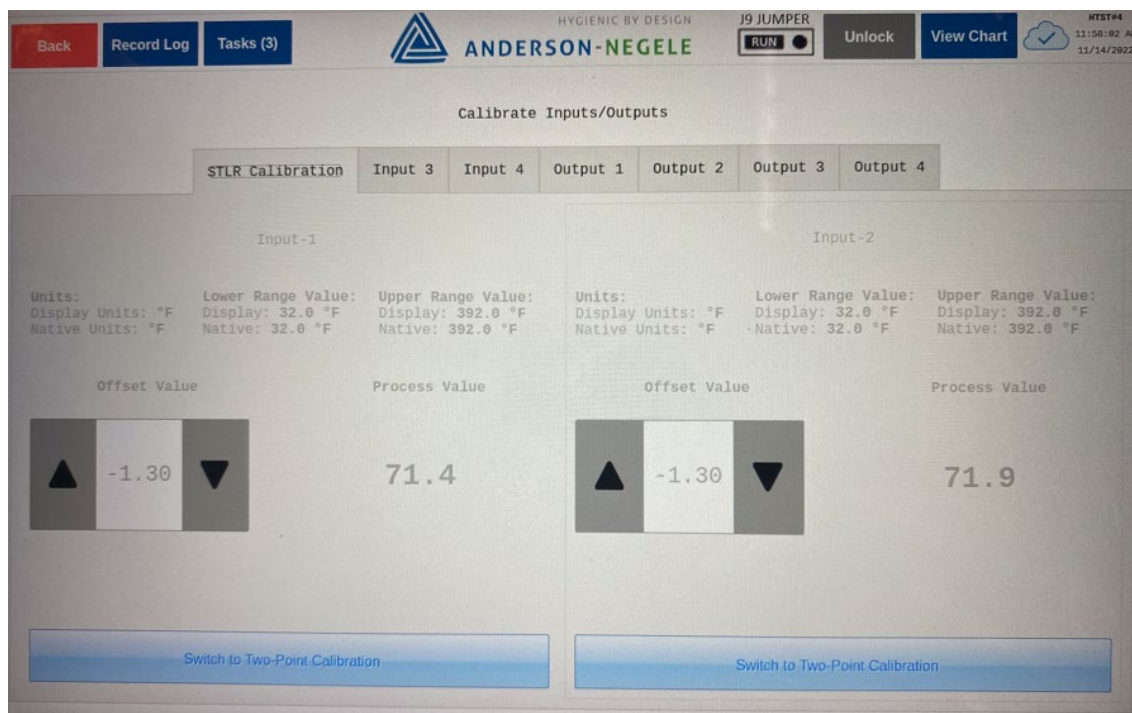 Back
Record Log
Tasks (3)
HYGIENIC BY DESIGN
ANDERSON-NEGELE
J9 JUMPER
RUN
Unlock
View Chart
HTST#4
11:58:02
11/14/2022
Calibrate Inputs/Outputs
STLR Calibration
Input 3
Input 4
Output 1
Output 2
Output 3
Output 4
Input-1
Units:
Display Units: °F
Native Units: °F
Lower Range Value:
Display: 32.0 °F
Native: 32.0 °F
Upper Range Value:
Display: 392.0 °F
Native: 392.0 °F
Offset Value
-1.30
Process Value
71.4
Switch to Two-Point Calibration
Input-2
Units:
Display Units: °F
Native Units: °F
Lower Range Value:
Display: 32.0 °F
Native: 32.0 °F
Upper Range Value:
Display: 392.0 °F
Native: 392.0 °F
Offset Value
-1.30
Process Value
71.9
Switch to Two-Point Calibration